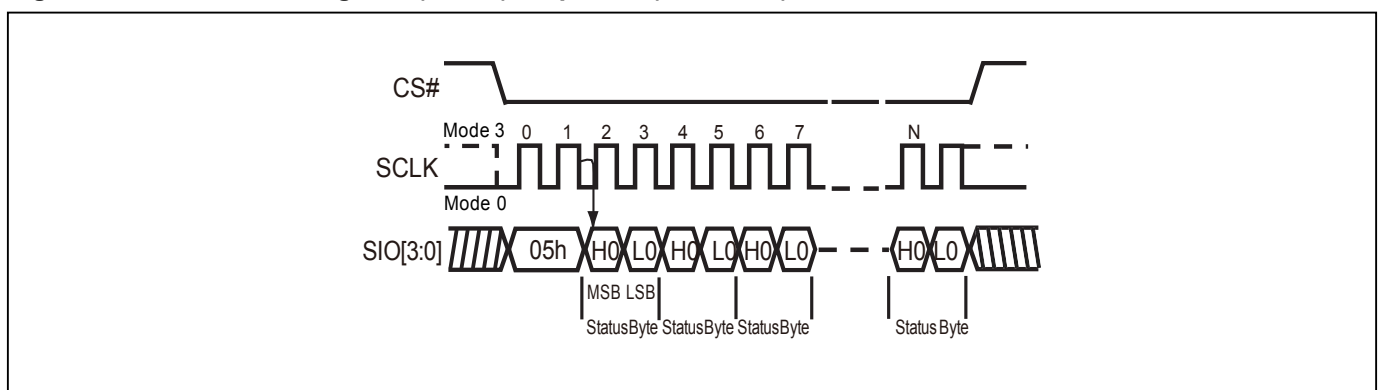 CS#
Mode 3 0 1 2 3 4 5 6 7 N
SCLK
Mode 0
SIO[3:0] 05h H0 L0 H0 L0 H0 L0 H0 L0
MSB LSB
StatusByte StatusByte StatusByte Status Byte